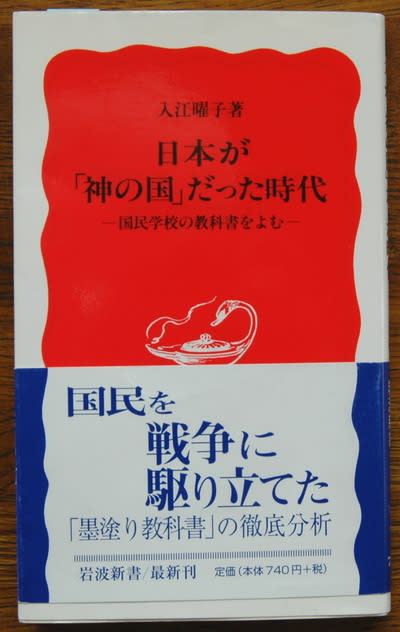 入江曜子著
日本が
「神の国」だった時代
―国民学校の教科書をよむ―
国民を
戦争に
駆り立てた
「墨塗り教科書」の徹底分析
岩波新書/最新刊 定価(本体740円+税)